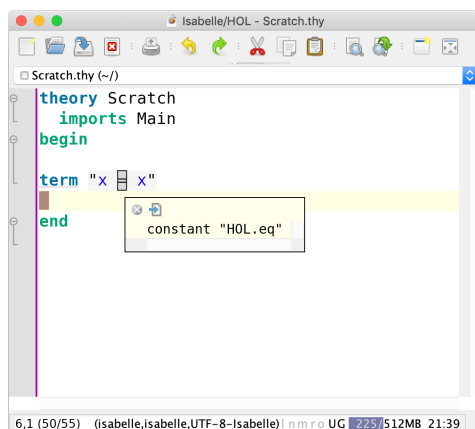 Isabelle/HOL - Scratch.thy
Scratch.thy (~/)
theory Scratch
imports Main
begin
term "x = x"
constant "HOL.eq"
end
6,1 (50/55) (isabelle,isabelle,UTF-8-Isabelle) l n m r o UG 225/512MB 21:39